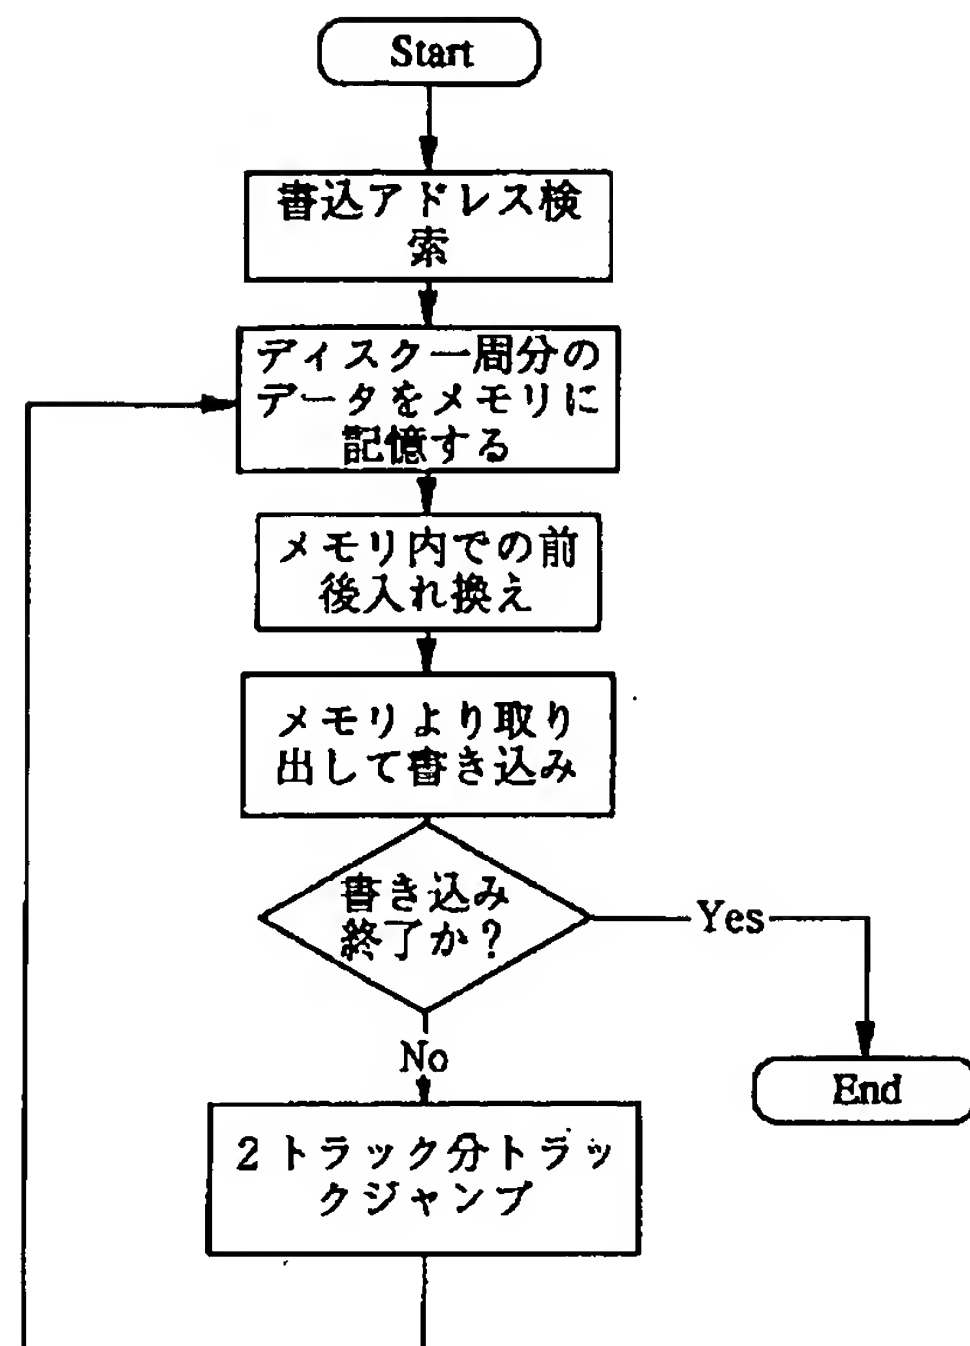 Start
書込アドレス検
索
ディスク一周分の
データをメモリに
記憶する
メモリ内での前
後入れ換え
メモリより取り
出して書き込み
書き込み
終了か?
Yes
No
End
2トラック分トラッ
クジャンプ